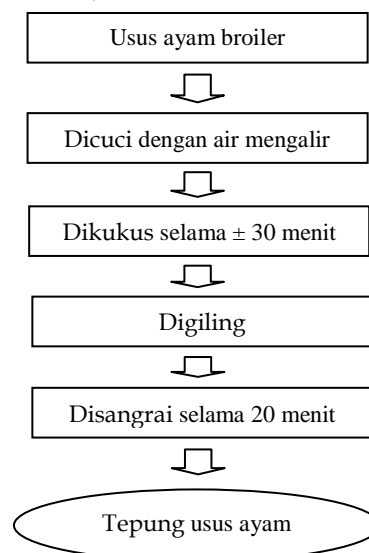 Usus ayam broiler
Dicuci dengan air mengalir
Dikukus selama ± 30 menit
Digiling
Disangrai selama 20 menit
Tepung usus ayam